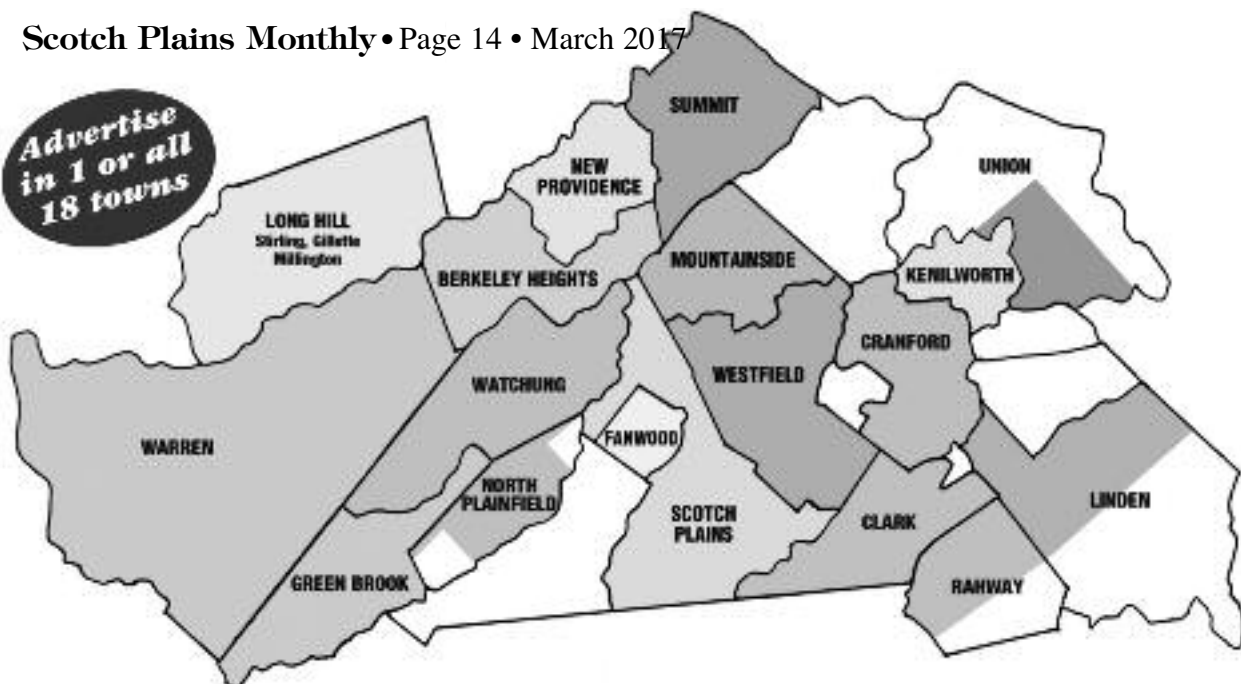 Scotch Plains Monthly • Page 14 • March 2017
Advertise
in 1 or all
18 towns
SUMMIT
NEW
PROVIDENCE
UNION
LONG HILL
Stirling, Gillette
Millington
BERKELEY HEIGHTS
MOUNTAINSIDE
KENILWORTH
CRANFORD
WATCHUNG
WESTFIELD
WARREN
FANWOOD
NORTH
PLAINFIELD
SCOTCH
PLAINS
CLARK
LINDEN
GREEN BROOK
RAHWAY